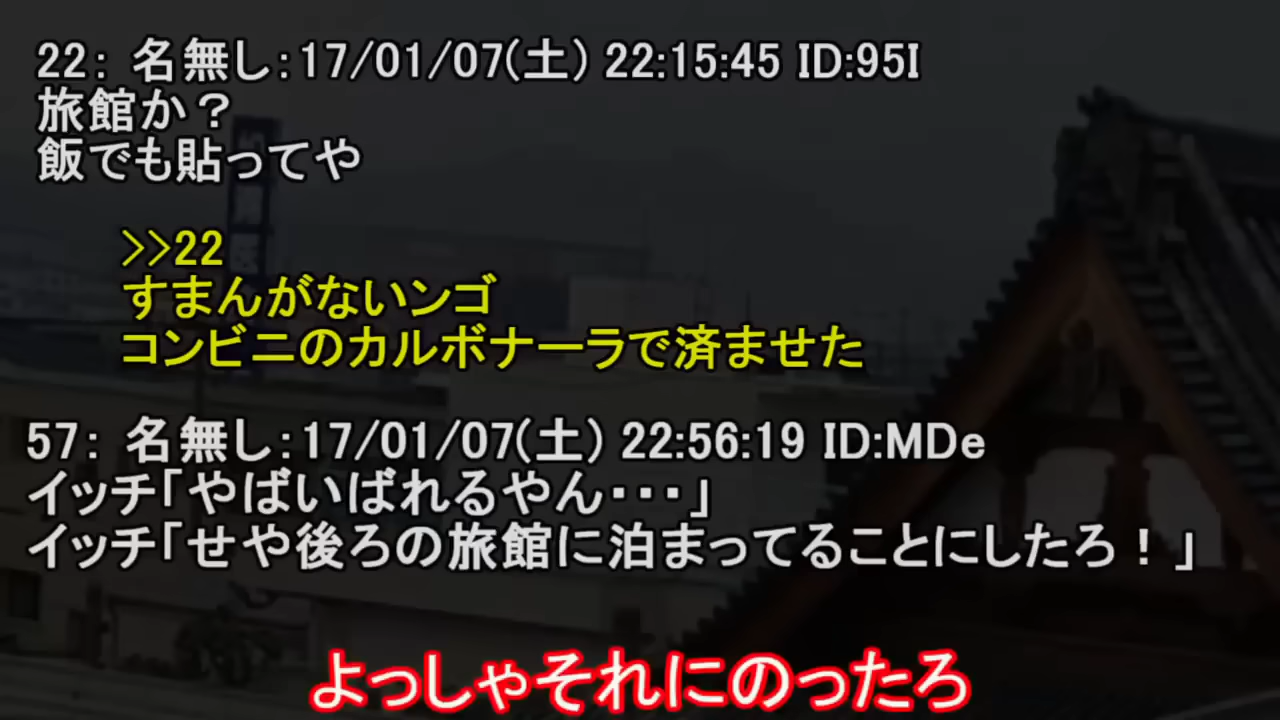 22: 名無し:17/01/07(土) 22:15:45 ID:95I
旅館か？
飯でも貼ってや
>>22
すまんがないンゴ
コンビニのカルボナーラで済ませた
57: 名無し:17/01/07(土) 22:56:19 ID:MDe
イッチ「やばいばれるやん・・・」
イッチ「せや後ろの旅館に泊まってることにしたろ！」
よっしゃそれにのったろ